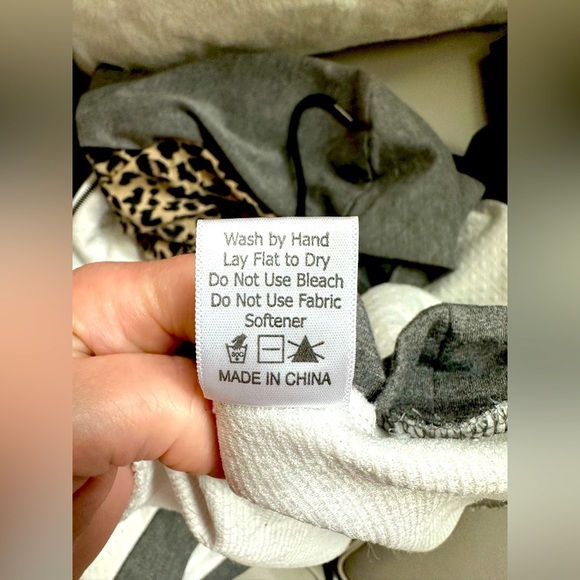 Wash by Hand
Lay Flat to Dry
Do Not Use Bleach
Do Not Use Fabric
Softener
MADE IN CHINA